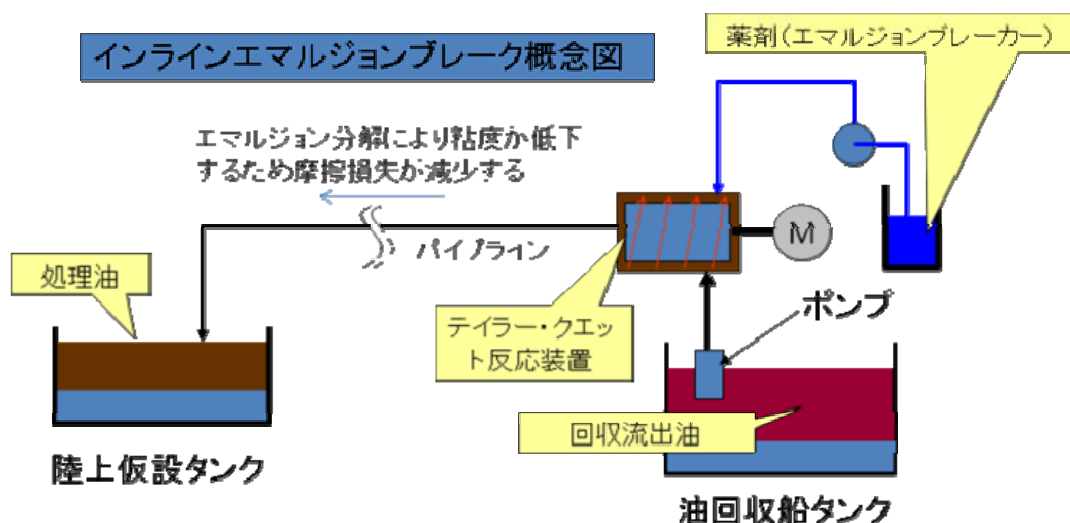 インラインエマルジョンブレーク概念図
薬剤(エマルジョンブレーカー)
エマルジョン分解により粘度が低下
するため摩擦損失が減少する
パイプライン
M
処理油
テイラー・クエッ
ト反応装置
ポンプ
回収流出油
陸上仮設タンク
油回収船タンク